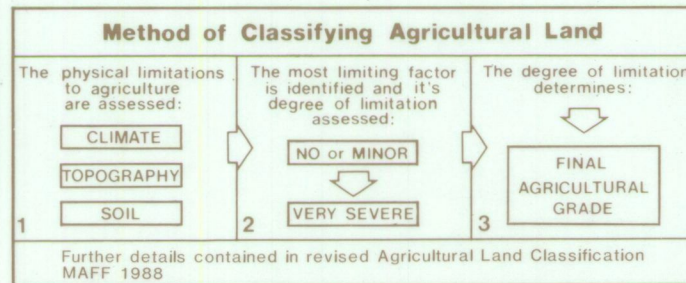 Method of Classifying Agricultural Land
The physical limitations
to agriculture
are assessed:
CLIMATE
TOPOGRAPHY
SOIL
1
The most limiting factor
is identified and it's
degree of limitation
assessed:
NO or MINOR
VERY SEVERE
2
The degree of limitation
determines:
FINAL
AGRICULTURAL
GRADE
3
Further details contained in revised Agricultural Land Classification
MAFF 1988